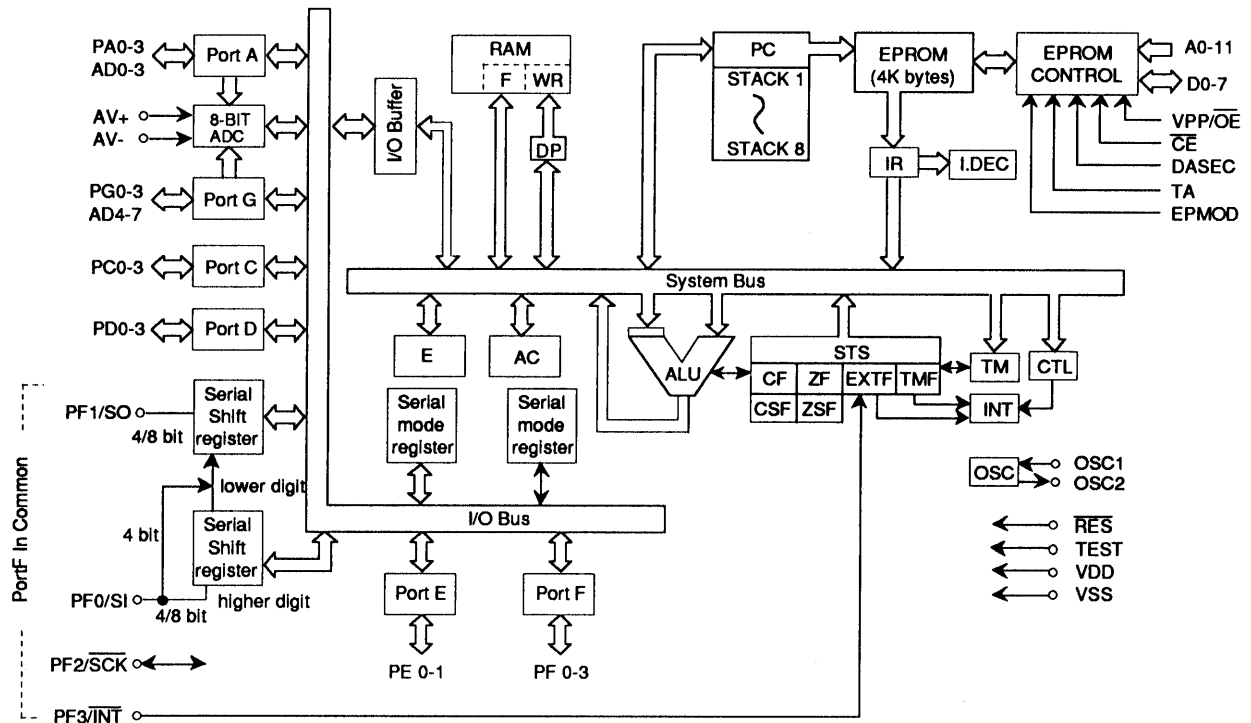 PA0-3
AD0-3
Port A
AV+
AV-
8-BIT
ADC
PG0-3
AD4-7
Port G
PC0-3
Port C
PD0-3
Port D
I/O Buffer
RAM
F
WR
DP
PC
STACK 1
STACK 8
EPROM
(4K bytes)
EPROM
CONTROL
A0-11
D0-7
VPP/OE
CE
DASEC
TA
EPMOD
IR
I.DEC
System Bus
E
AC
ALU
STS
CF
ZF
EXTF
TMF
CSF
ZSF
TM
CTL
INT
PortF In Common
PF1/SO
4/8 bit
Serial
Shift
register
lower digit
4 bit
Serial
Shift
register
PF0/SI
4/8 bit
higher digit
PF2/SCK
PF3/INT
Serial
mode
register
Serial
mode
register
I/O Bus
Port E
Port F
PE 0-1
PF 0-3
OSC
OSC1
OSC2
RES
TEST
VDD
VSS